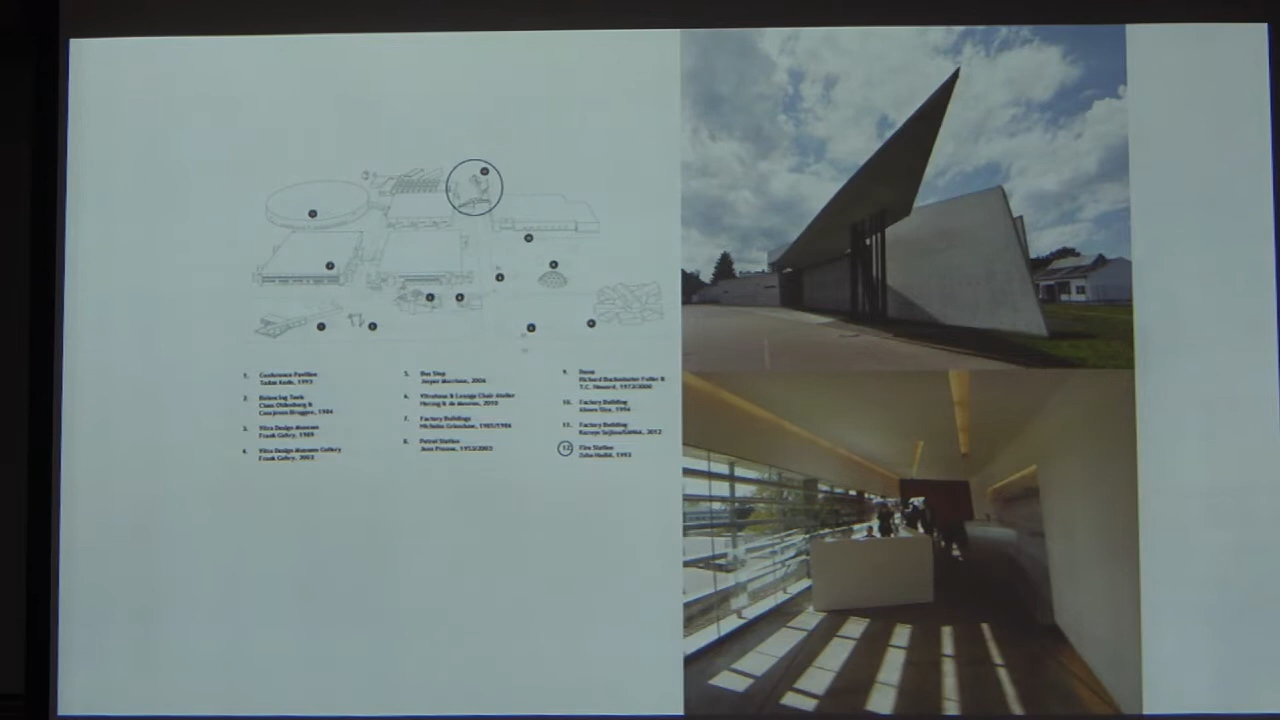 1. Conference Pavilion
Tadao Ando, 1993
2. Balancing Tools
Claes Oldenburg &
Coosje van Bruggen, 1984
3. Vitra Design Museum
Frank Gehry, 1989
4. Vitra Design Museum Gallery
Frank Gehry, 2003
5. Bus Stop
Jasper Morrison, 2006
6. VitraHaus & Lounge Chair Atelier
Herzog & de Meuron, 2010
7. Factory Buildings
Nicholas Grimshaw, 1981/1986
8. Petrol Station
Jean Prouvé, 1953/2003
9. Dome
Richard Buckminster Fuller &
T.C. Howard, 1975/2000
10. Factory Building
Alvaro Siza, 1994
11. Factory Building
Kazuyo Sejima/SANAA, 2012
12. Fire Station
Zaha Hadid, 1993